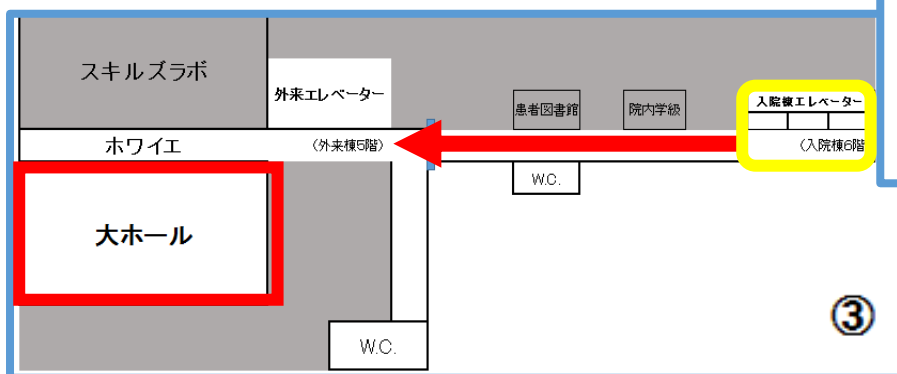 スキルズラボ
外来エレベーター
患者図書館
院内学級
入院棟エレベーター
ホワイエ
(外来棟5階)
(入院棟6階
W.C.
大ホール
③
W.C.